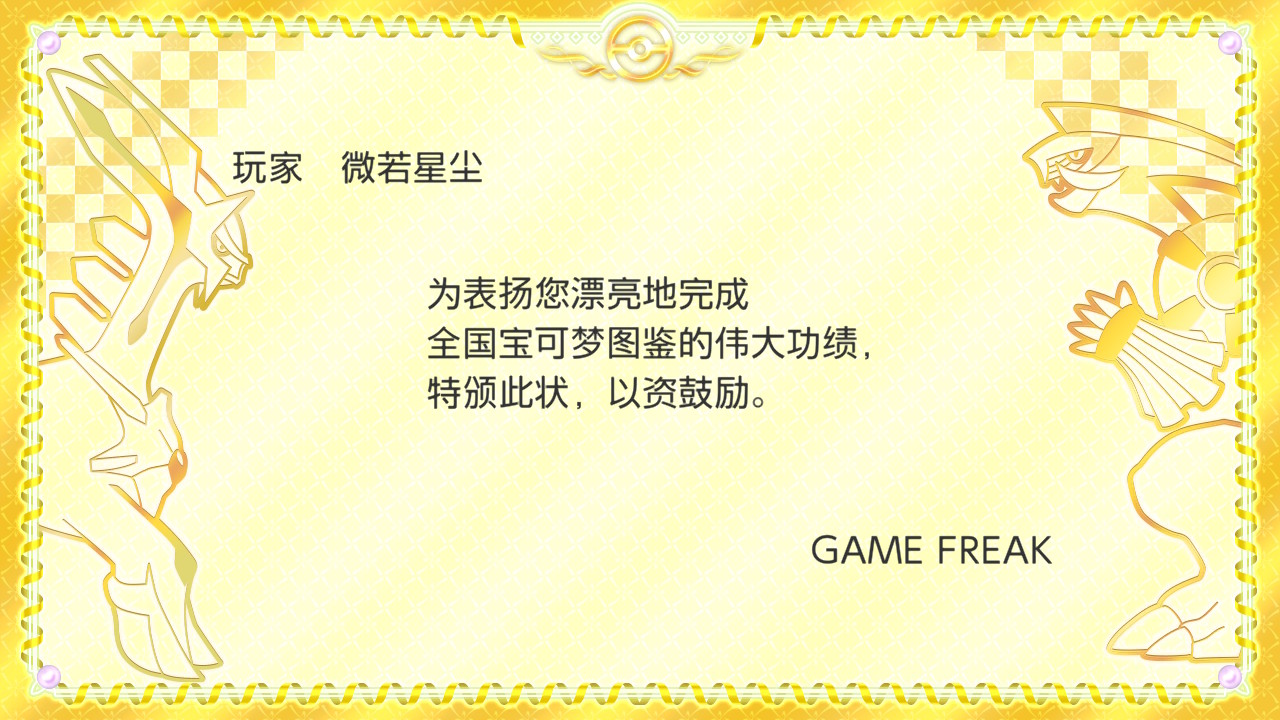 玩家　微若星尘
为表扬您漂亮地完成
全国宝可梦图鉴的伟大功绩，
特颁此状，以资鼓励。
GAME FREAK